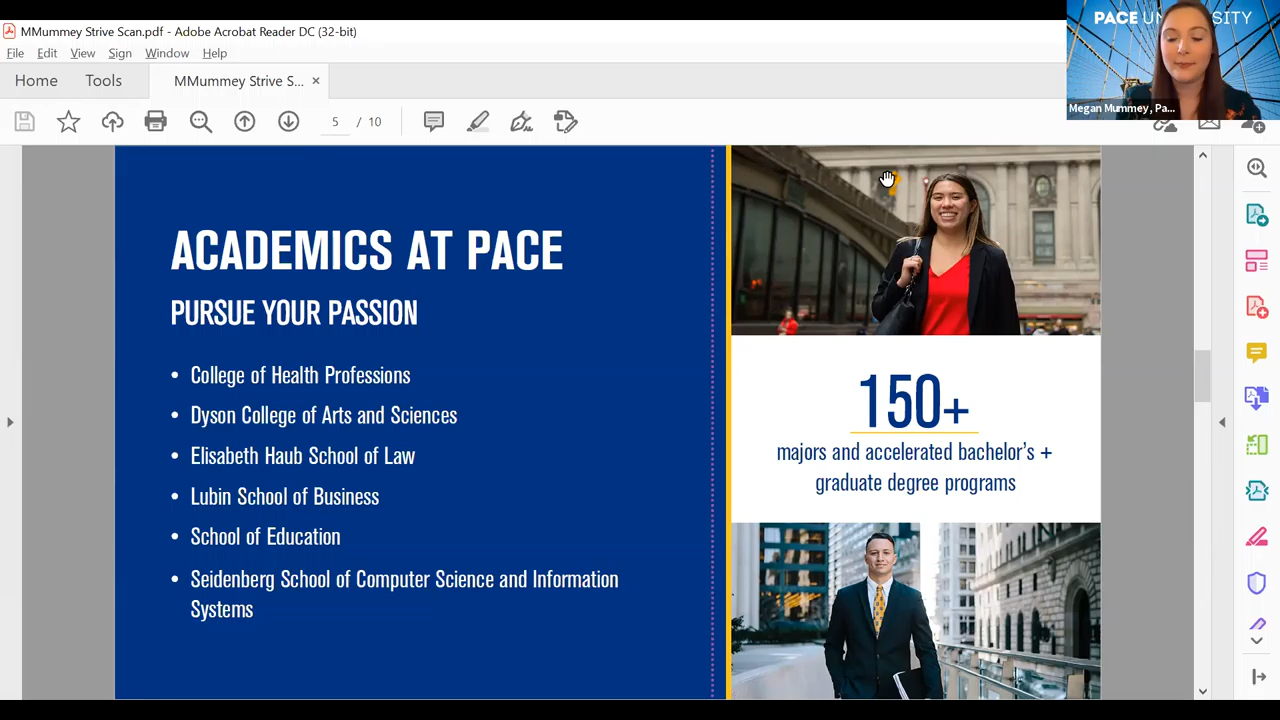 MMummey Strive Scan.pdf - Adobe Acrobat Reader DC (32-bit)
File Edit View Sign Window Help
Home Tools MMummey Strive S... ×
5 / 10
PACE UN SITY
Megan Mummey, Pa...
ACADEMICS AT PACE
PURSUE YOUR PASSION
• College of Health Professions
• Dyson College of Arts and Sciences
• Elisabeth Haub School of Law
• Lubin School of Business
• School of Education
• Seidenberg School of Computer Science and Information
Systems
150+
majors and accelerated bachelor's +
graduate degree programs